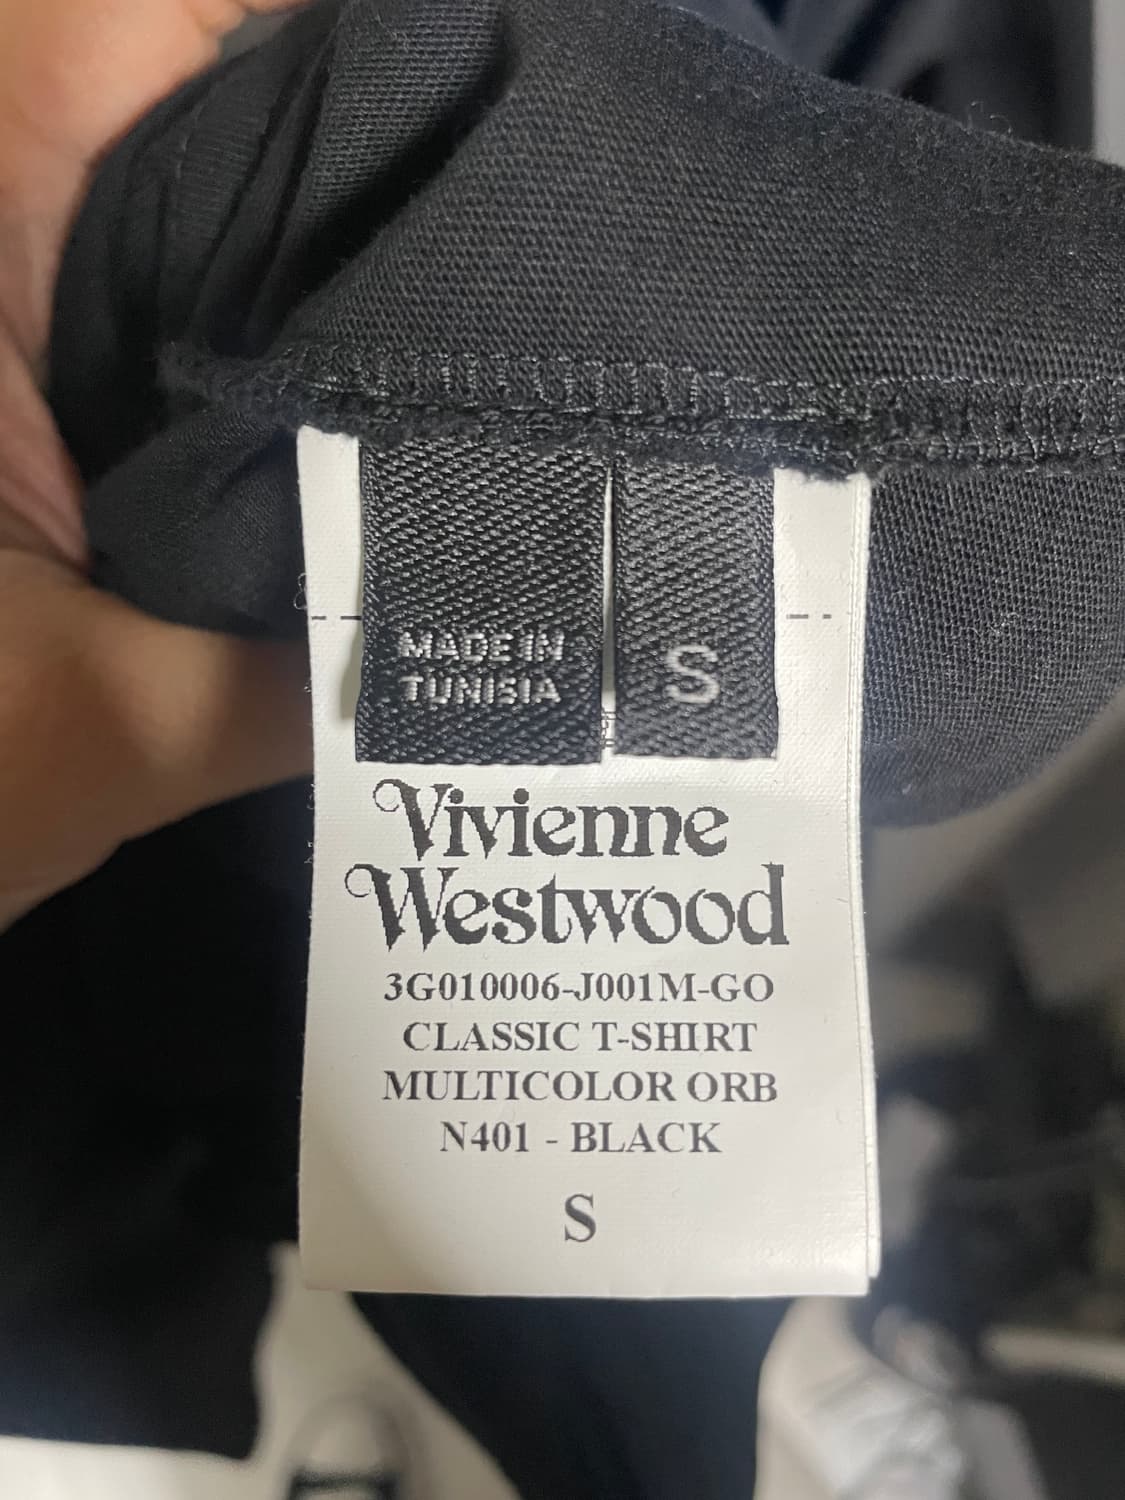 MADE IN
TUNISIA
S
Vivienne
Westwood
3G010006-J001M-GO
CLASSIC T-SHIRT
MULTICOLOR ORB
N401 - BLACK
S